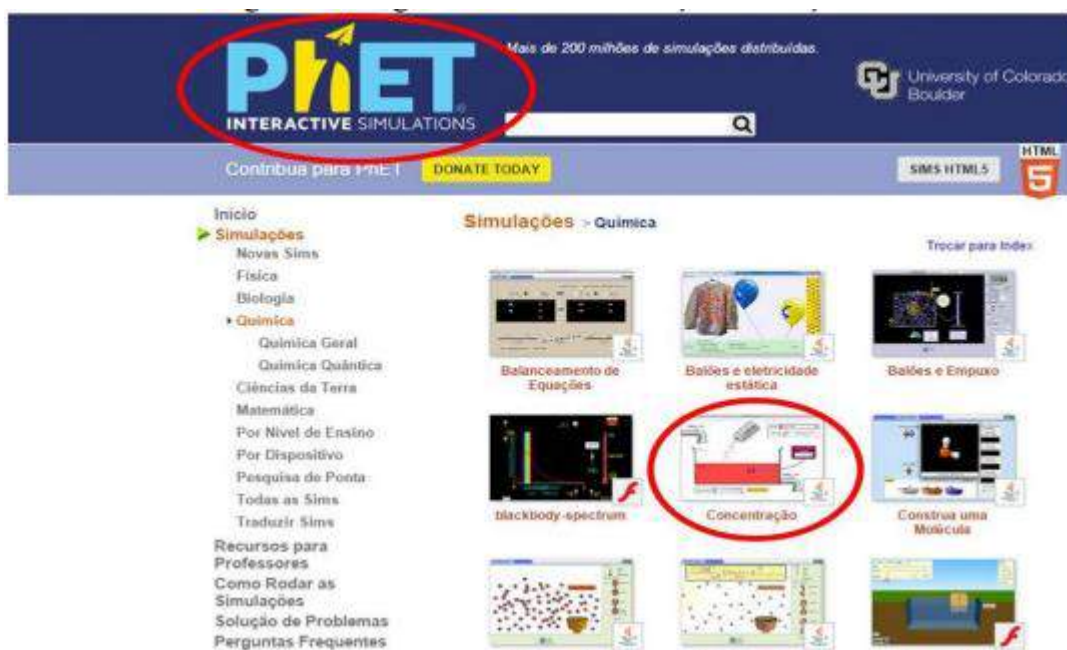 PhET
INTERACTIVE SIMULATIONS
Mais de 200 milhões de simulações distribuídas.
University of Colorado
Boulder
Contribua para PhET
DONATE TODAY
SIMS HTML5
HTML
5
Início
Simulações
Novas Sims
Física
Biologia
Química
Química Geral
Química Quântica
Ciências da Terra
Matemática
Por Nível de Ensino
Por Dispositivo
Pesquisa de Ponta
Todas as Sims
Traduzir Sims
Recursos para
Professores
Como Rodar as
Simulações
Solução de Problemas
Perguntas Frequentes
Simulações > Química
Trocar para Index
Balanceamento de
Equações
Balões e eletricidade
estática
Balões e Empuxo
blackbody-spectrum
Concentração
Construa uma
Molécula